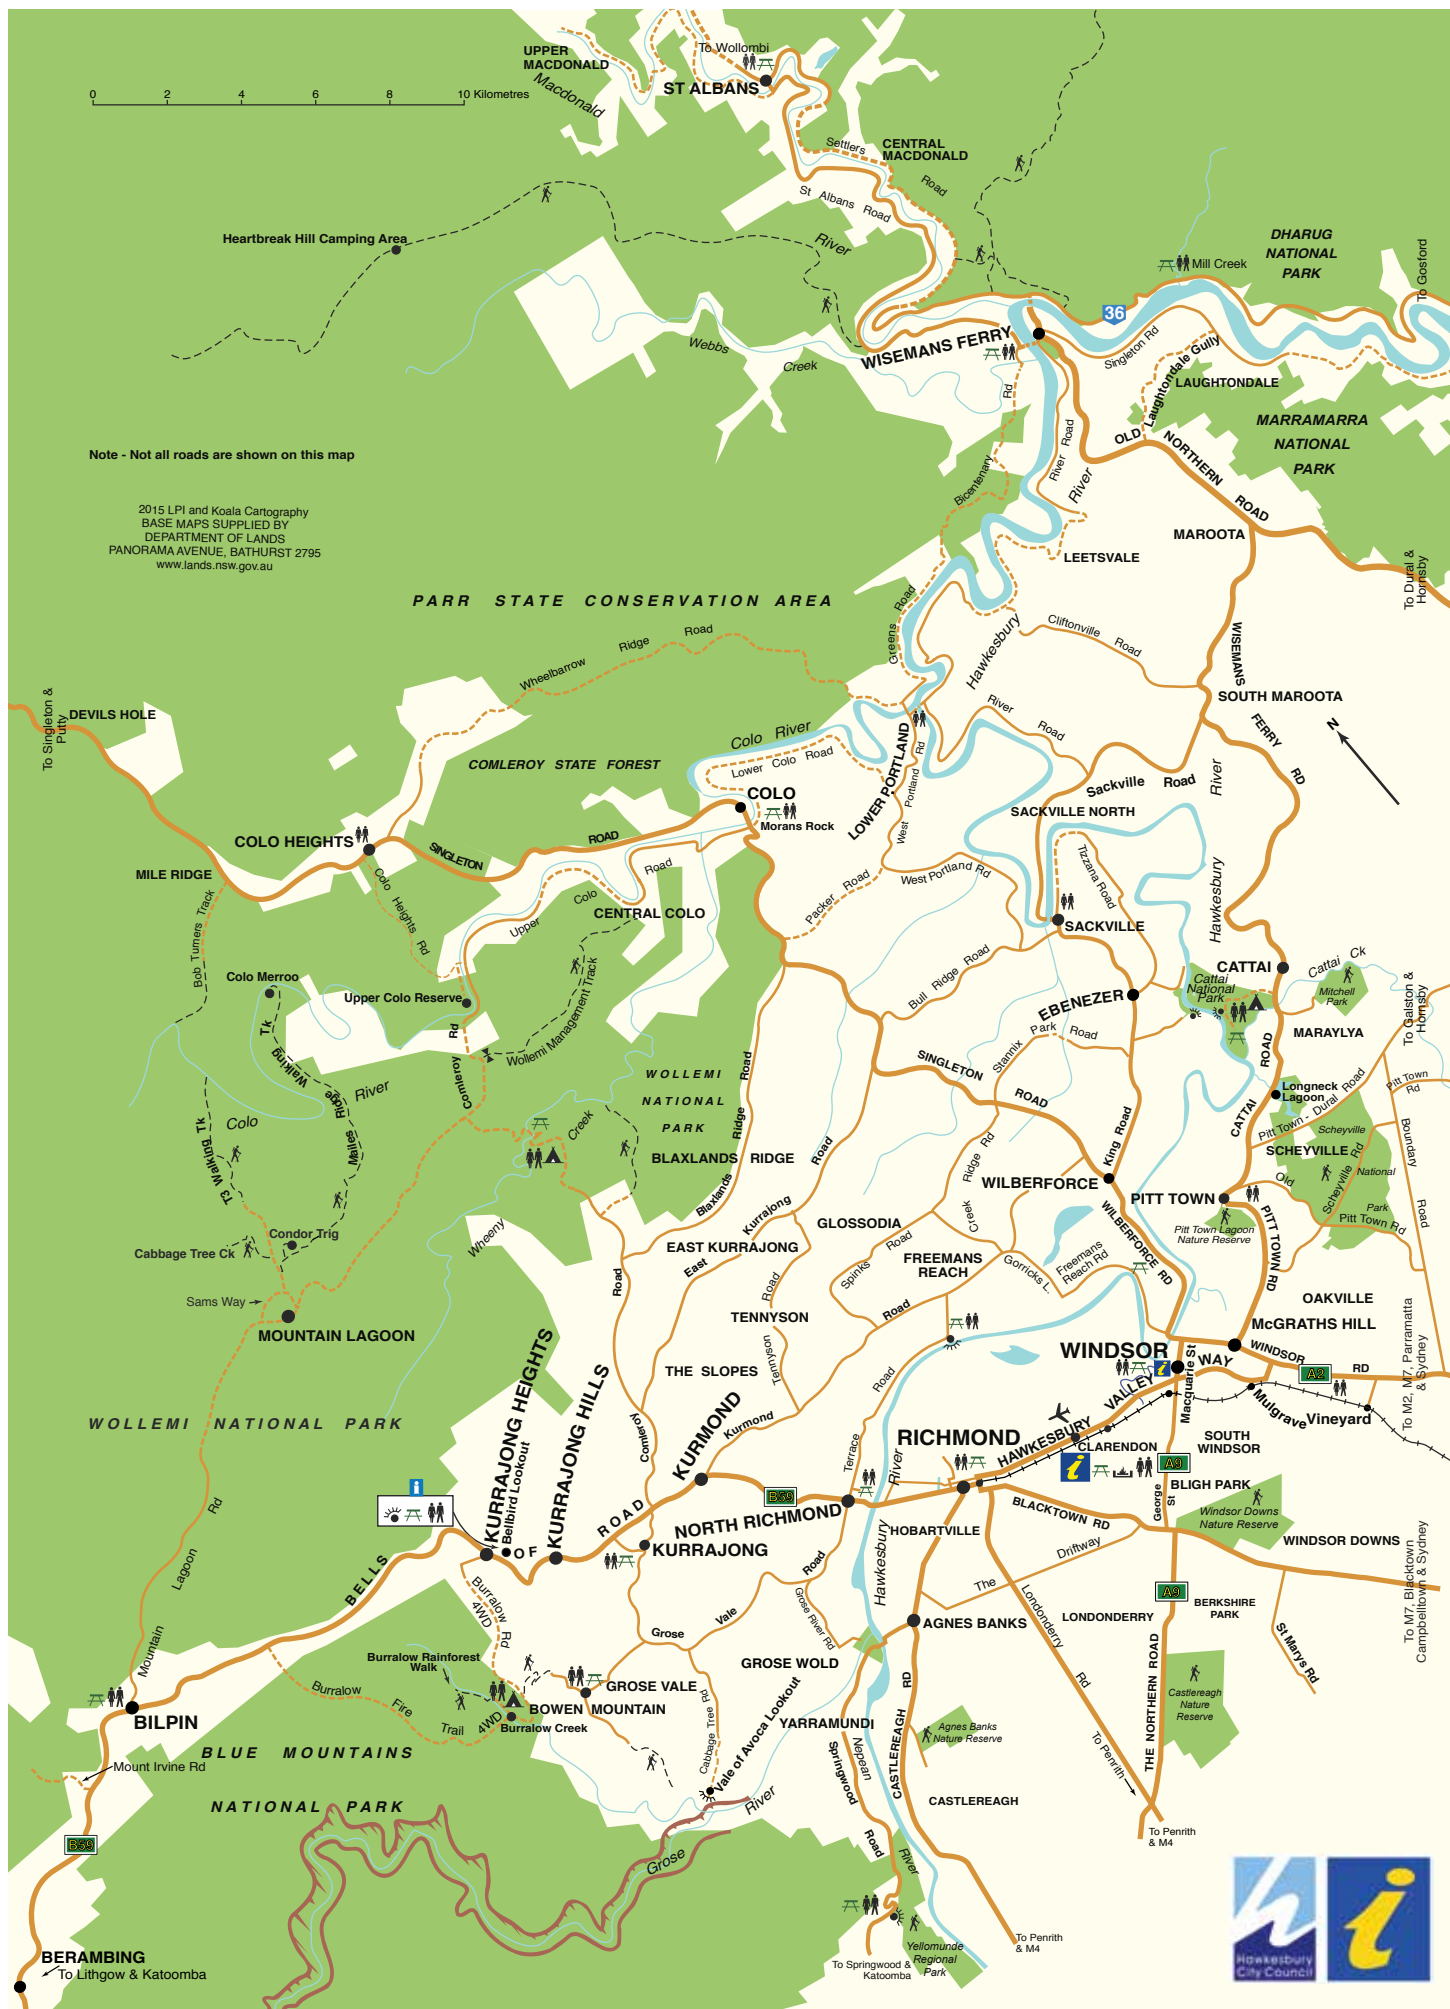 UPPER
MACDONALD
Macdonald
To Wollombi
ST ALBANS
0 2 4 6 8 10 Kilometres
Settlers
Road
CENTRAL
MACDONALD
St Albans Road
River
Heartbreak Hill Camping Area
DHARUG
NATIONAL
PARK
Mill Creek
To Gosford
36
Webbs
Creek
WISEMANS FERRY
Singleton Rd
Laughtondale Gully
LAUGHTONDALE
MARRAMARRA
NATIONAL
PARK
Note - Not all roads are shown on this map
2015 LPI and Koala Cartography
BASE MAPS SUPPLIED BY
DEPARTMENT OF LANDS
PANORAMA AVENUE, BATHURST 2795
www.lands.nsw.gov.au
Rd
Bicentenary
River Road
River
OLD
NORTHERN
ROAD
MAROOTA
LEETSVALE
To Dural &
Hornsby
PARR STATE CONSERVATION AREA
Wheelbarrow
Ridge
Road
Greens Road
Hawkesbury
Cliftonville
Road
WISEMANS
FERRY
RD
SOUTH MAROOTA
To Singleton &
Putty
DEVILS HOLE
Colo River
Lower Colo Road
COMLEROY STATE FOREST
LOWER PORTLAND
West Portland Rd
River
Road
Sackville Road
River
N
COLO
Morans Rock
SACKVILLE NORTH
COLO HEIGHTS
SINGLETON
ROAD
MILE RIDGE
Colo
Heights
Rd
Upper
Colo
Road
CENTRAL COLO
Packer Road
West Portland Rd
Tizzana Road
Hawkesbury
SACKVILLE
Bob Turners Track
Colo Merroo
Upper Colo Reserve
Wollemi Management Track
Bull Ridge Road
EBENEZER
CATTAI
Cattai Ck
Cattai
National
Park
Mitchell
Park
MARAYLYA
To Galston &
Hornsby
Walking Tk
Ridge
Miles
River
Colo
Comleroy
Rd
T3 Walking Tk
Creek
Wheeny
WOLLEMI
NATIONAL
PARK
Blaxlands
Ridge
Road
BLAXLANDS RIDGE
SINGLETON
ROAD
Stannix
Park
Road
Ridge Rd
Creek
King Road
CATTAI
ROAD
Longneck
Lagoon
Pitt Town - Dural Road
Pitt Town
Rd
Boundary
Road
Scheyville
SCHEYVILLE
National
Park
Scheyville Rd
Old
Pitt Town Rd
WILBERFORCE
PITT TOWN
Pitt Town Lagoon
Nature Reserve
PITT TOWN RD
Condor Trig
Cabbage Tree Ck
Sams Way
MOUNTAIN LAGOON
Road
EAST KURRAJONG
East
Kurrajong
Road
GLOSSODIA
Spinks
Road
FREEMANS
REACH
Gorricks L.
Freemans
Reach Rd
WILBERFORCE RD
TENNYSON
Tennyson
Road
Road
THE SLOPES
OAKVILLE
McGRATHS HILL
WINDSOR
RD
A2
WINDSOR
WAY
VALLEY
HAWKESBURY
Macquarie St
Mulgrave
Vineyard
To M2, M7, Parramatta
& Sydney
WOLLEMI NATIONAL PARK
KURRAJONG HEIGHTS
Bellbird Lookout
KURRAJONG HILLS
Comleroy
KURMOND
Kurmond
Terrace
Road
River
RICHMOND
CLARENDON
SOUTH
WINDSOR
A9
BLIGH PARK
George
St
Windsor Downs
Nature Reserve
WINDSOR DOWNS
B59
NORTH RICHMOND
BLACKTOWN RD
HOBARTVILLE
BELLS
OF
ROAD
KURRAJONG
Mountain
Lagoon
Rd
Hawkesbury
The
Driftway
A9
BERKSHIRE
PARK
LONDONDERRY
AGNES BANKS
Londonderry
Rd
To M7, Blacktown
Campbelltown & Sydney
Burralow
4WD
Rd
Grose
Vale
Road
Grose River Rd
St Marys Rd
Burralow Rainforest
Walk
GROSE WOLD
GROSE VALE
BOWEN MOUNTAIN
Burralow Creek
Burralow
Fire
Trail
4WD
BILPIN
Cabbage Tree Rd
Vale of Avoca Lookout
YARRAMUNDI
Castlereagh
Nature
Reserve
Agnes Banks
Nature Reserve
THE NORTHERN ROAD
To Penrith
Mount Irvine Rd
BLUE MOUNTAINS
NATIONAL PARK
Springwood
Road
Nepean
River
CASTLEREAGH
RD
CASTLEREAGH
To Penrith
& M4
B59
River
Grose
Yellomunde
Regional
Park
To Penrith
& M4
To Springwood &
Katoomba
BERAMBING
To Lithgow & Katoomba
Hawkesbury
City Council